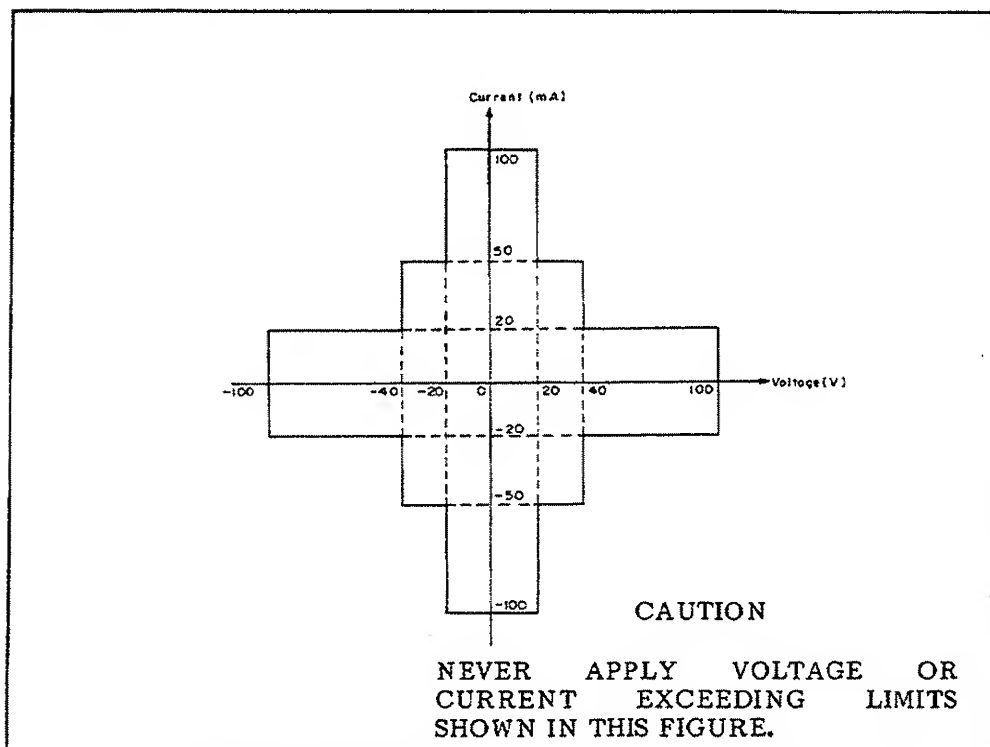 Current (mA)
100
50
20
-100 -40 -20 0 20 40 100 Voltage(V)
-20
-50
-100
CAUTION
NEVER APPLY VOLTAGE OR
CURRENT EXCEEDING LIMITS
SHOWN IN THIS FIGURE.